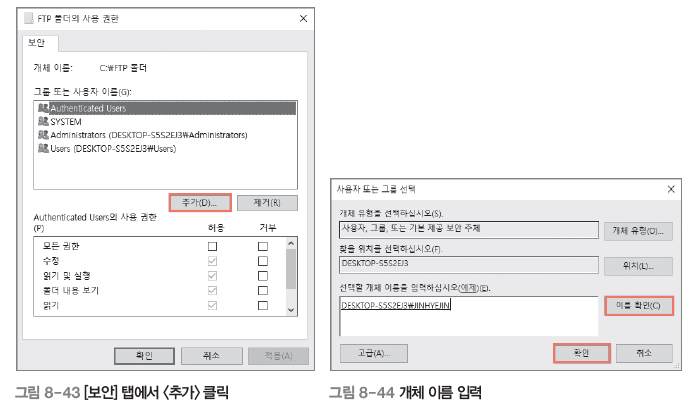 FTP 폴더의 사용 권한
보안
개체 이름: C:₩FTP 폴더
그룹 또는 사용자 이름(G):
Authenticated Users
SYSTEM
Administrators (DESKTOP-S5S2EJ3₩Administrators)
Users (DESKTOP-S5S2EJ3₩Users)
추가(D)...
제거(R)
Authenticated Users의 사용 권한
(P)
허용
거부
모든 권한
수정
읽기 및 실행
폴더 내용 보기
읽기
확인
취소
적용(A)
그림 8-43 [보안] 탭에서 〈추가〉 클릭
사용자 또는 그룹 선택
개체 유형을 선택하십시오(S).
사용자, 그룹, 또는 기본 제공 보안 주체
개체 유형(O)...
찾을 위치를 선택하십시오(F).
DESKTOP-S5S2EJ3
위치(L)...
선택할 개체 이름을 입력하십시오(예제)(E).
DESKTOP-S5S2EJ3₩JINHYEJIN
이름 확인(C)
고급(A)...
확인
취소
그림 8-44 개체 이름 입력